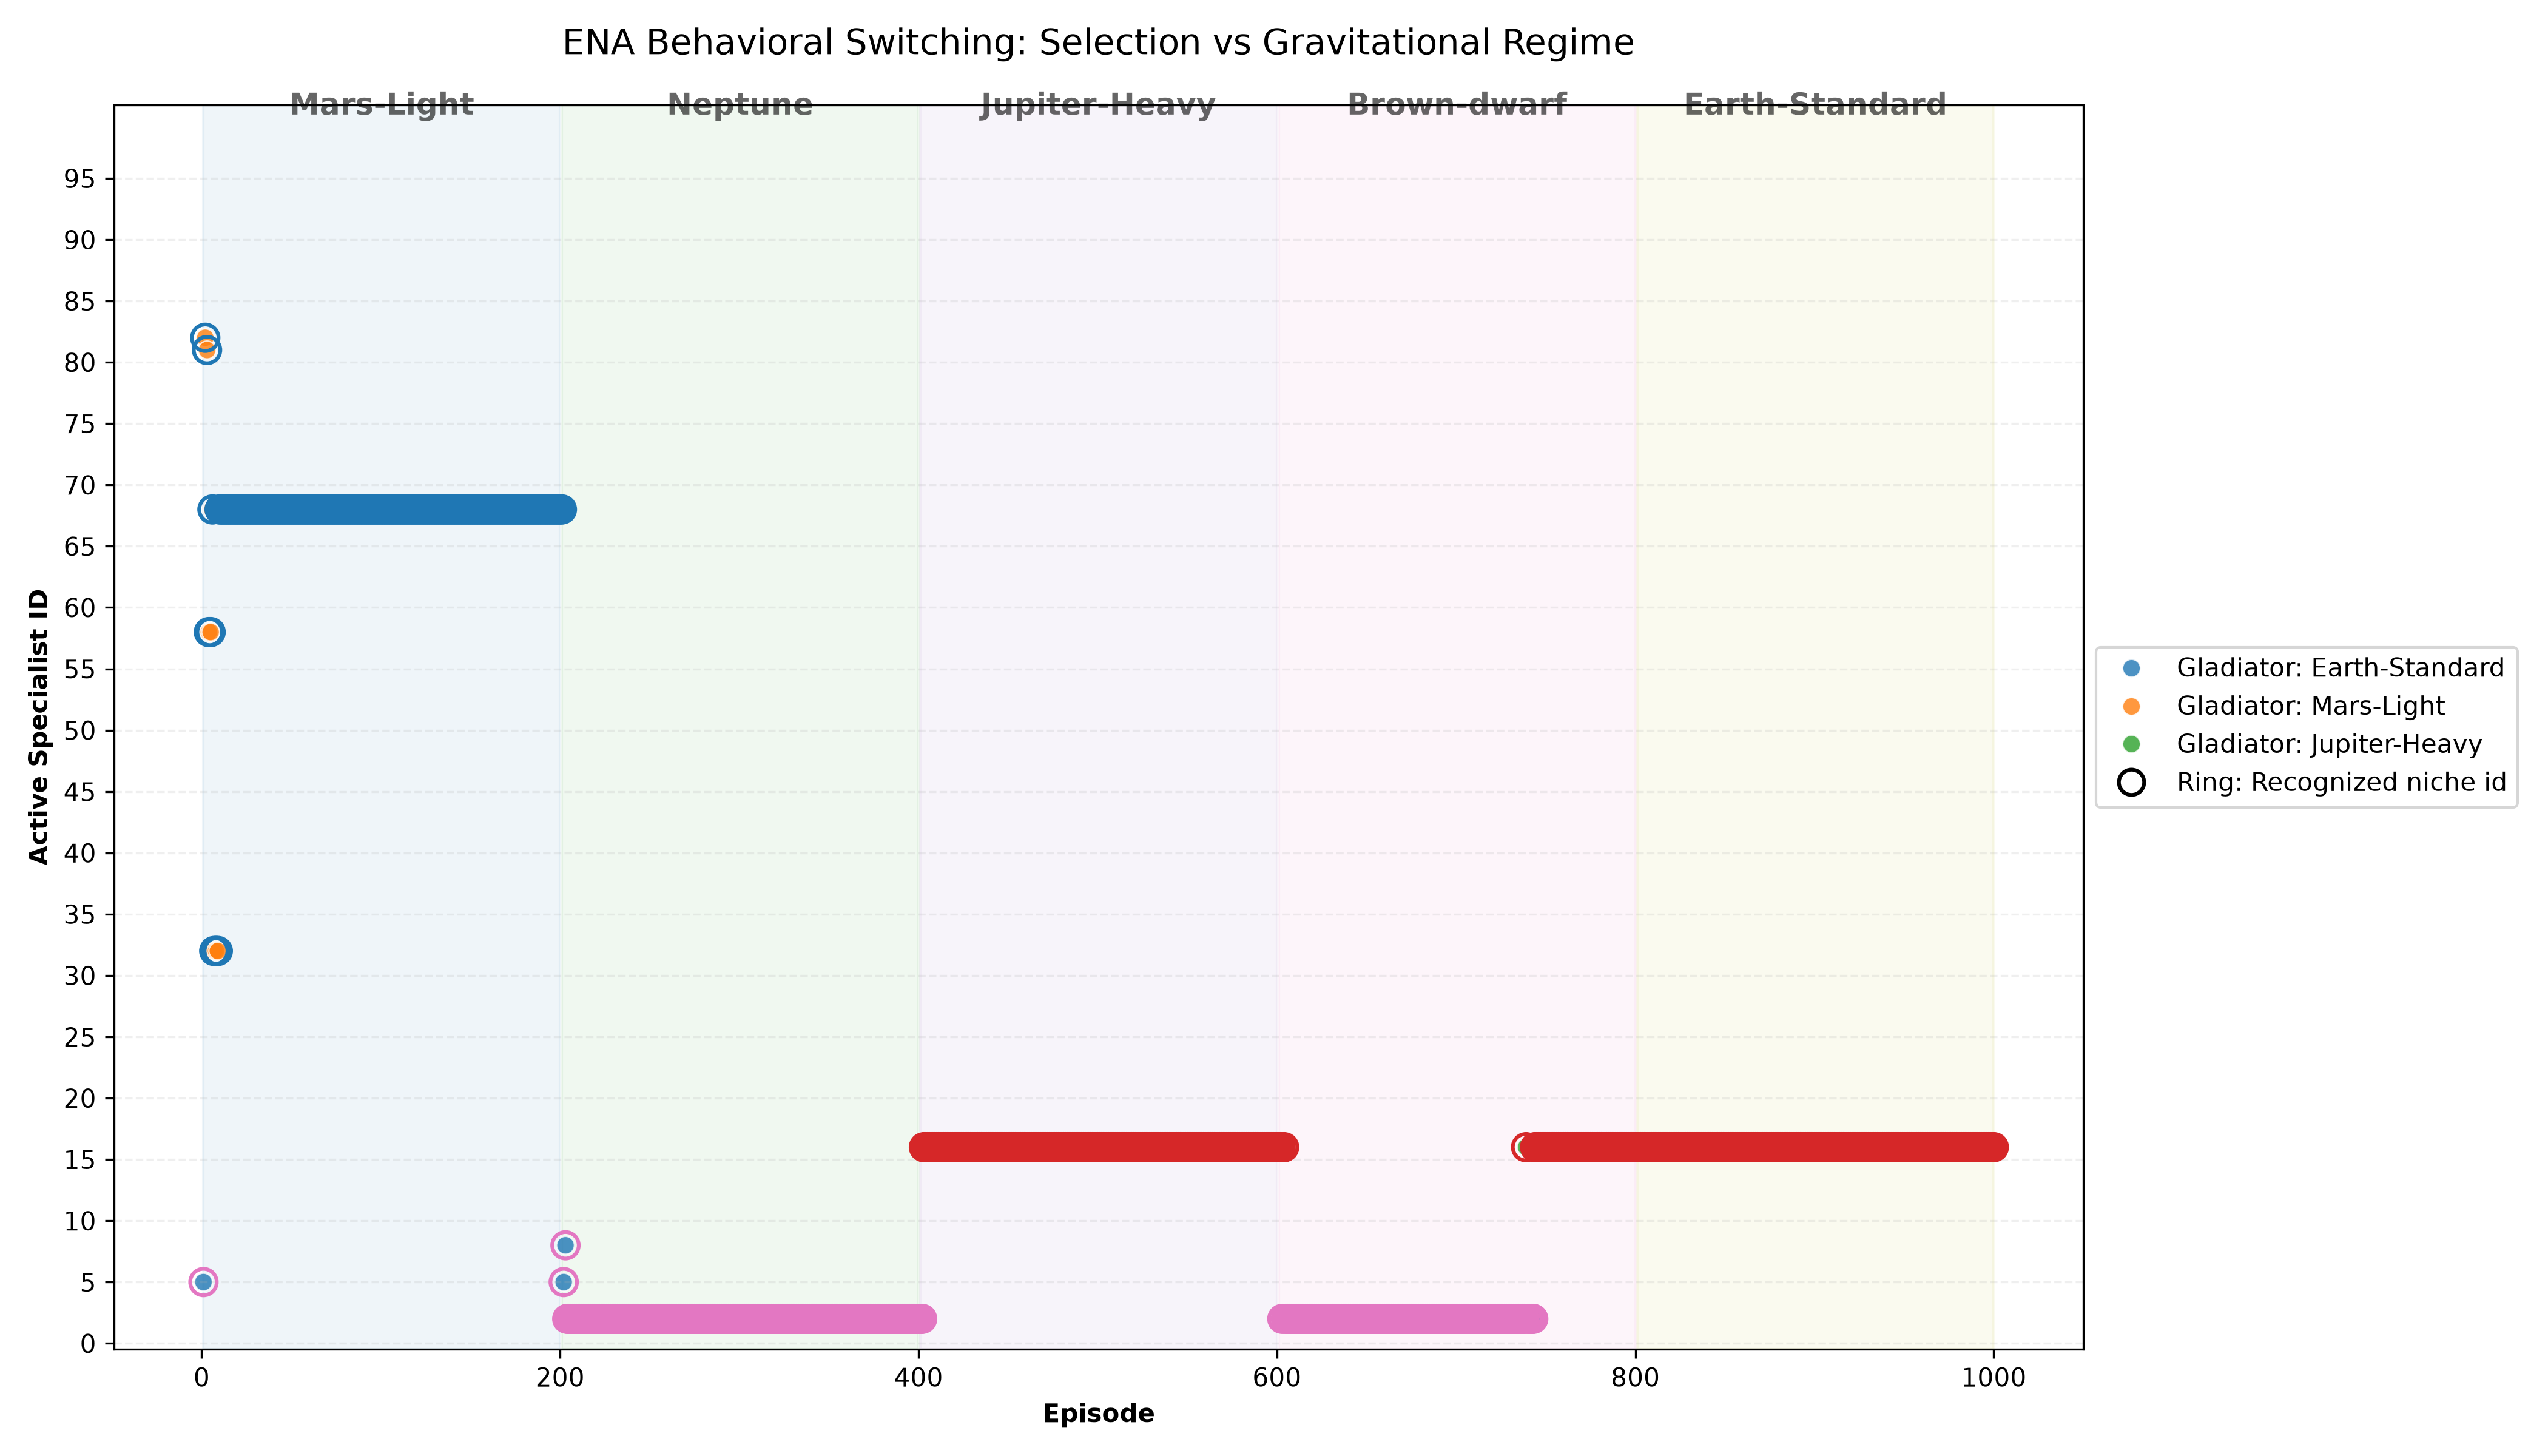 ENA Behavioral Switching: Selection vs Gravitational Regime
Mars-Light Neptune Jupiter-Heavy Brown-dwarf Earth-Standard
95
90
85
80
75
70
65
60
55
50
45
40
35
30
25
20
15
10
5
0
Active Specialist ID
0 200 400 600 800 1000
Episode
Gladiator: Earth-Standard
Gladiator: Mars-Light
Gladiator: Jupiter-Heavy
Ring: Recognized niche id